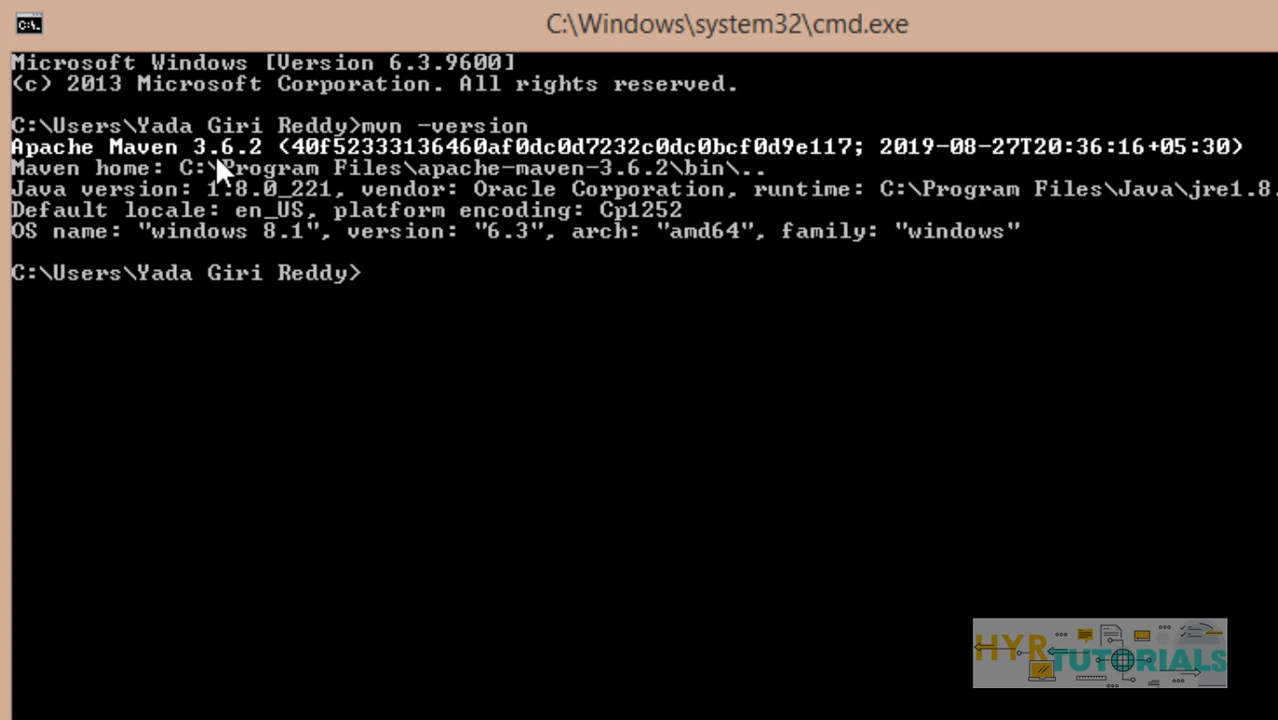 C:\Windows\system32\cmd.exe
Microsoft Windows [Version 6.3.9600]
(c) 2013 Microsoft Corporation. All rights reserved.
C:\Users\Yada Giri Reddy>mvn -version
Apache Maven 3.6.2 (40f52333136460af0dc0d7232c0dc0bcf0d9e117; 2019-08-27T20:36:16+05:30)
Maven home: C:\Program Files\apache-maven-3.6.2\bin\..
Java version: 1.8.0_221, vendor: Oracle Corporation, runtime: C:\Program Files\Java\jre1.8.
Default locale: en_US, platform encoding: Cp1252
OS name: "windows 8.1", version: "6.3", arch: "amd64", family: "windows"
C:\Users\Yada Giri Reddy>
HYR
TUTORIALS